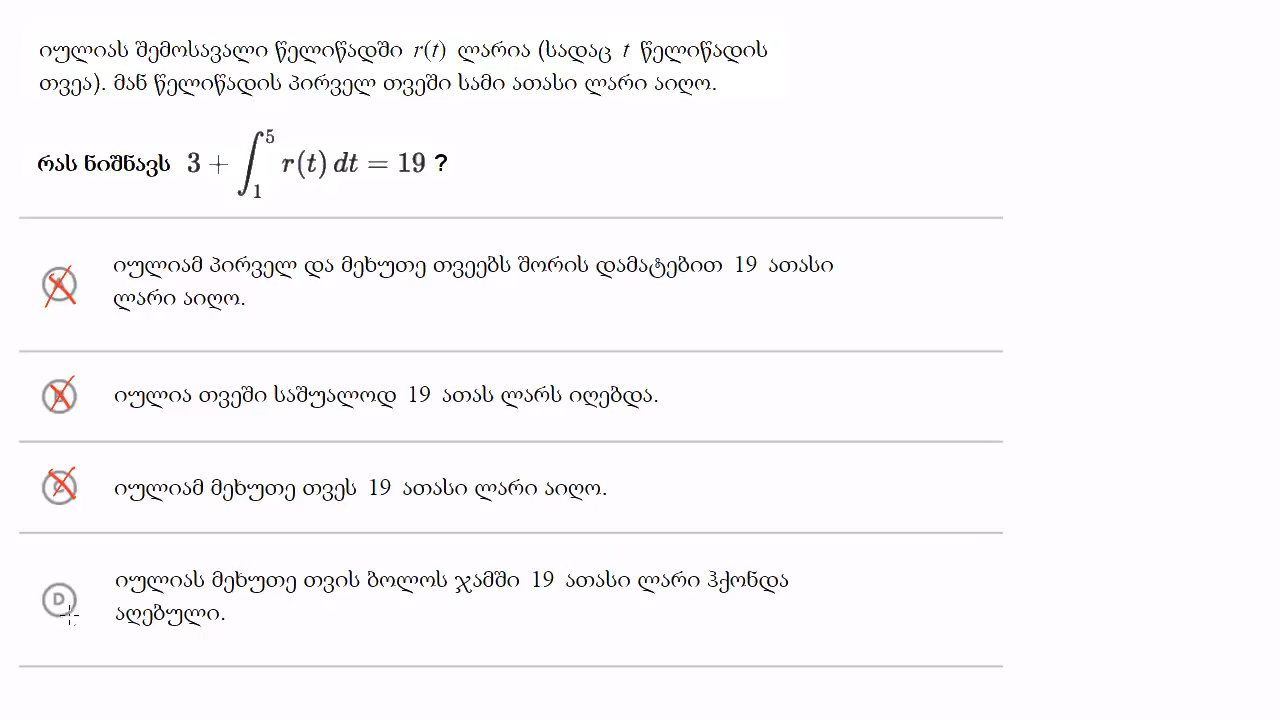 იულიას შემოსავალი წელიწადში r(t) ლარია (სადაც t წელიწადის
თვეა). მან წელიწადის პირველ თვეში სამი ათასი ლარი აიღო.
რას ნიშნავს 3 + ∫₁⁵ r(t) dt = 19 ?
იულიამ პირველ და მეხუთე თვეებს შორის დამატებით 19 ათასი
ლარი აიღო.
იულია თვეში საშუალოდ 19 ათას ლარს იღებდა.
C იულიამ მეხუთე თვეს 19 ათასი ლარი აიღო.
D იულიას მეხუთე თვის ბოლოს ჯამში 19 ათასი ლარი ჰქონდა
აღებული.